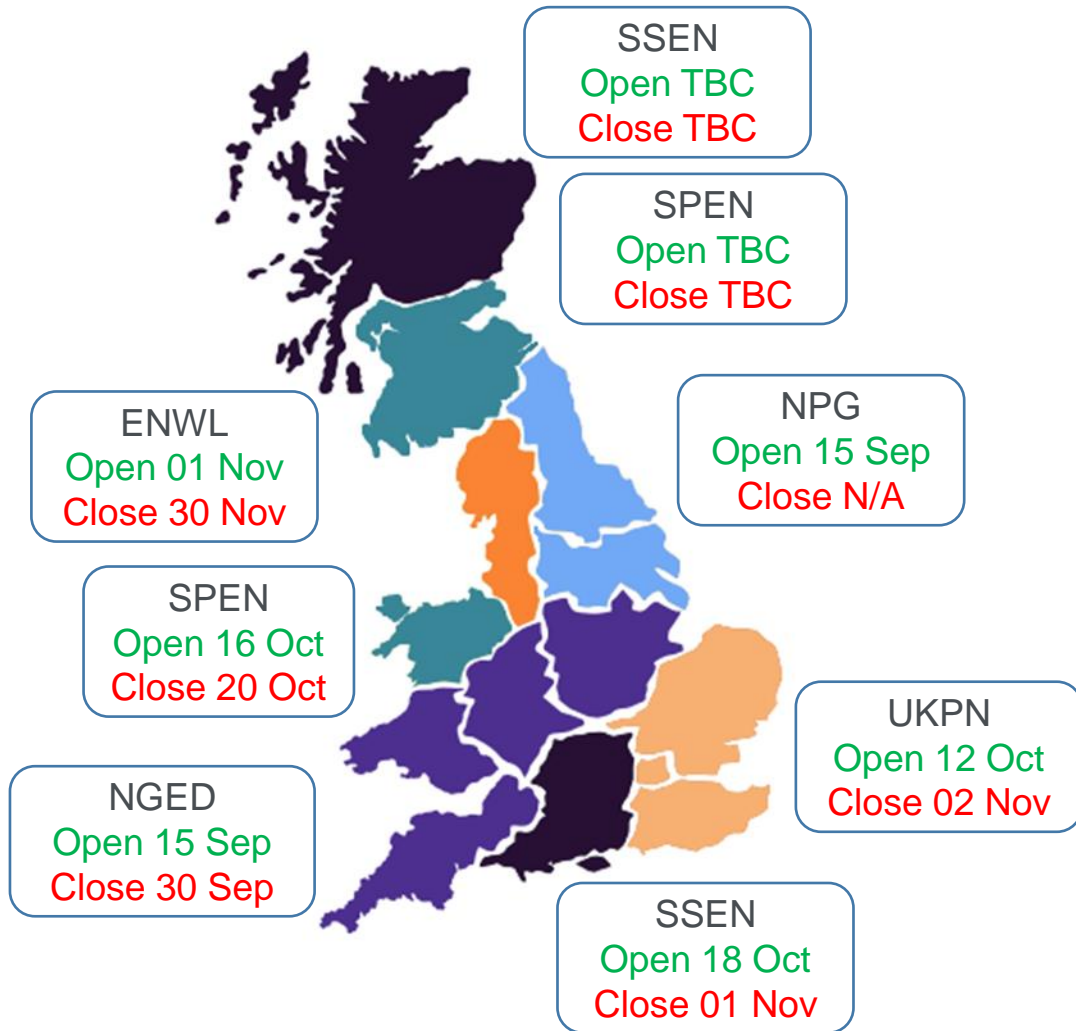 SSEN
Open TBC
Close TBC
SPEN
Open TBC
Close TBC
ENWL
Open 01 Nov
Close 30 Nov
NPG
Open 15 Sep
Close N/A
SPEN
Open 16 Oct
Close 20 Oct
UKPN
Open 12 Oct
Close 02 Nov
NGED
Open 15 Sep
Close 30 Sep
SSEN
Open 18 Oct
Close 01 Nov